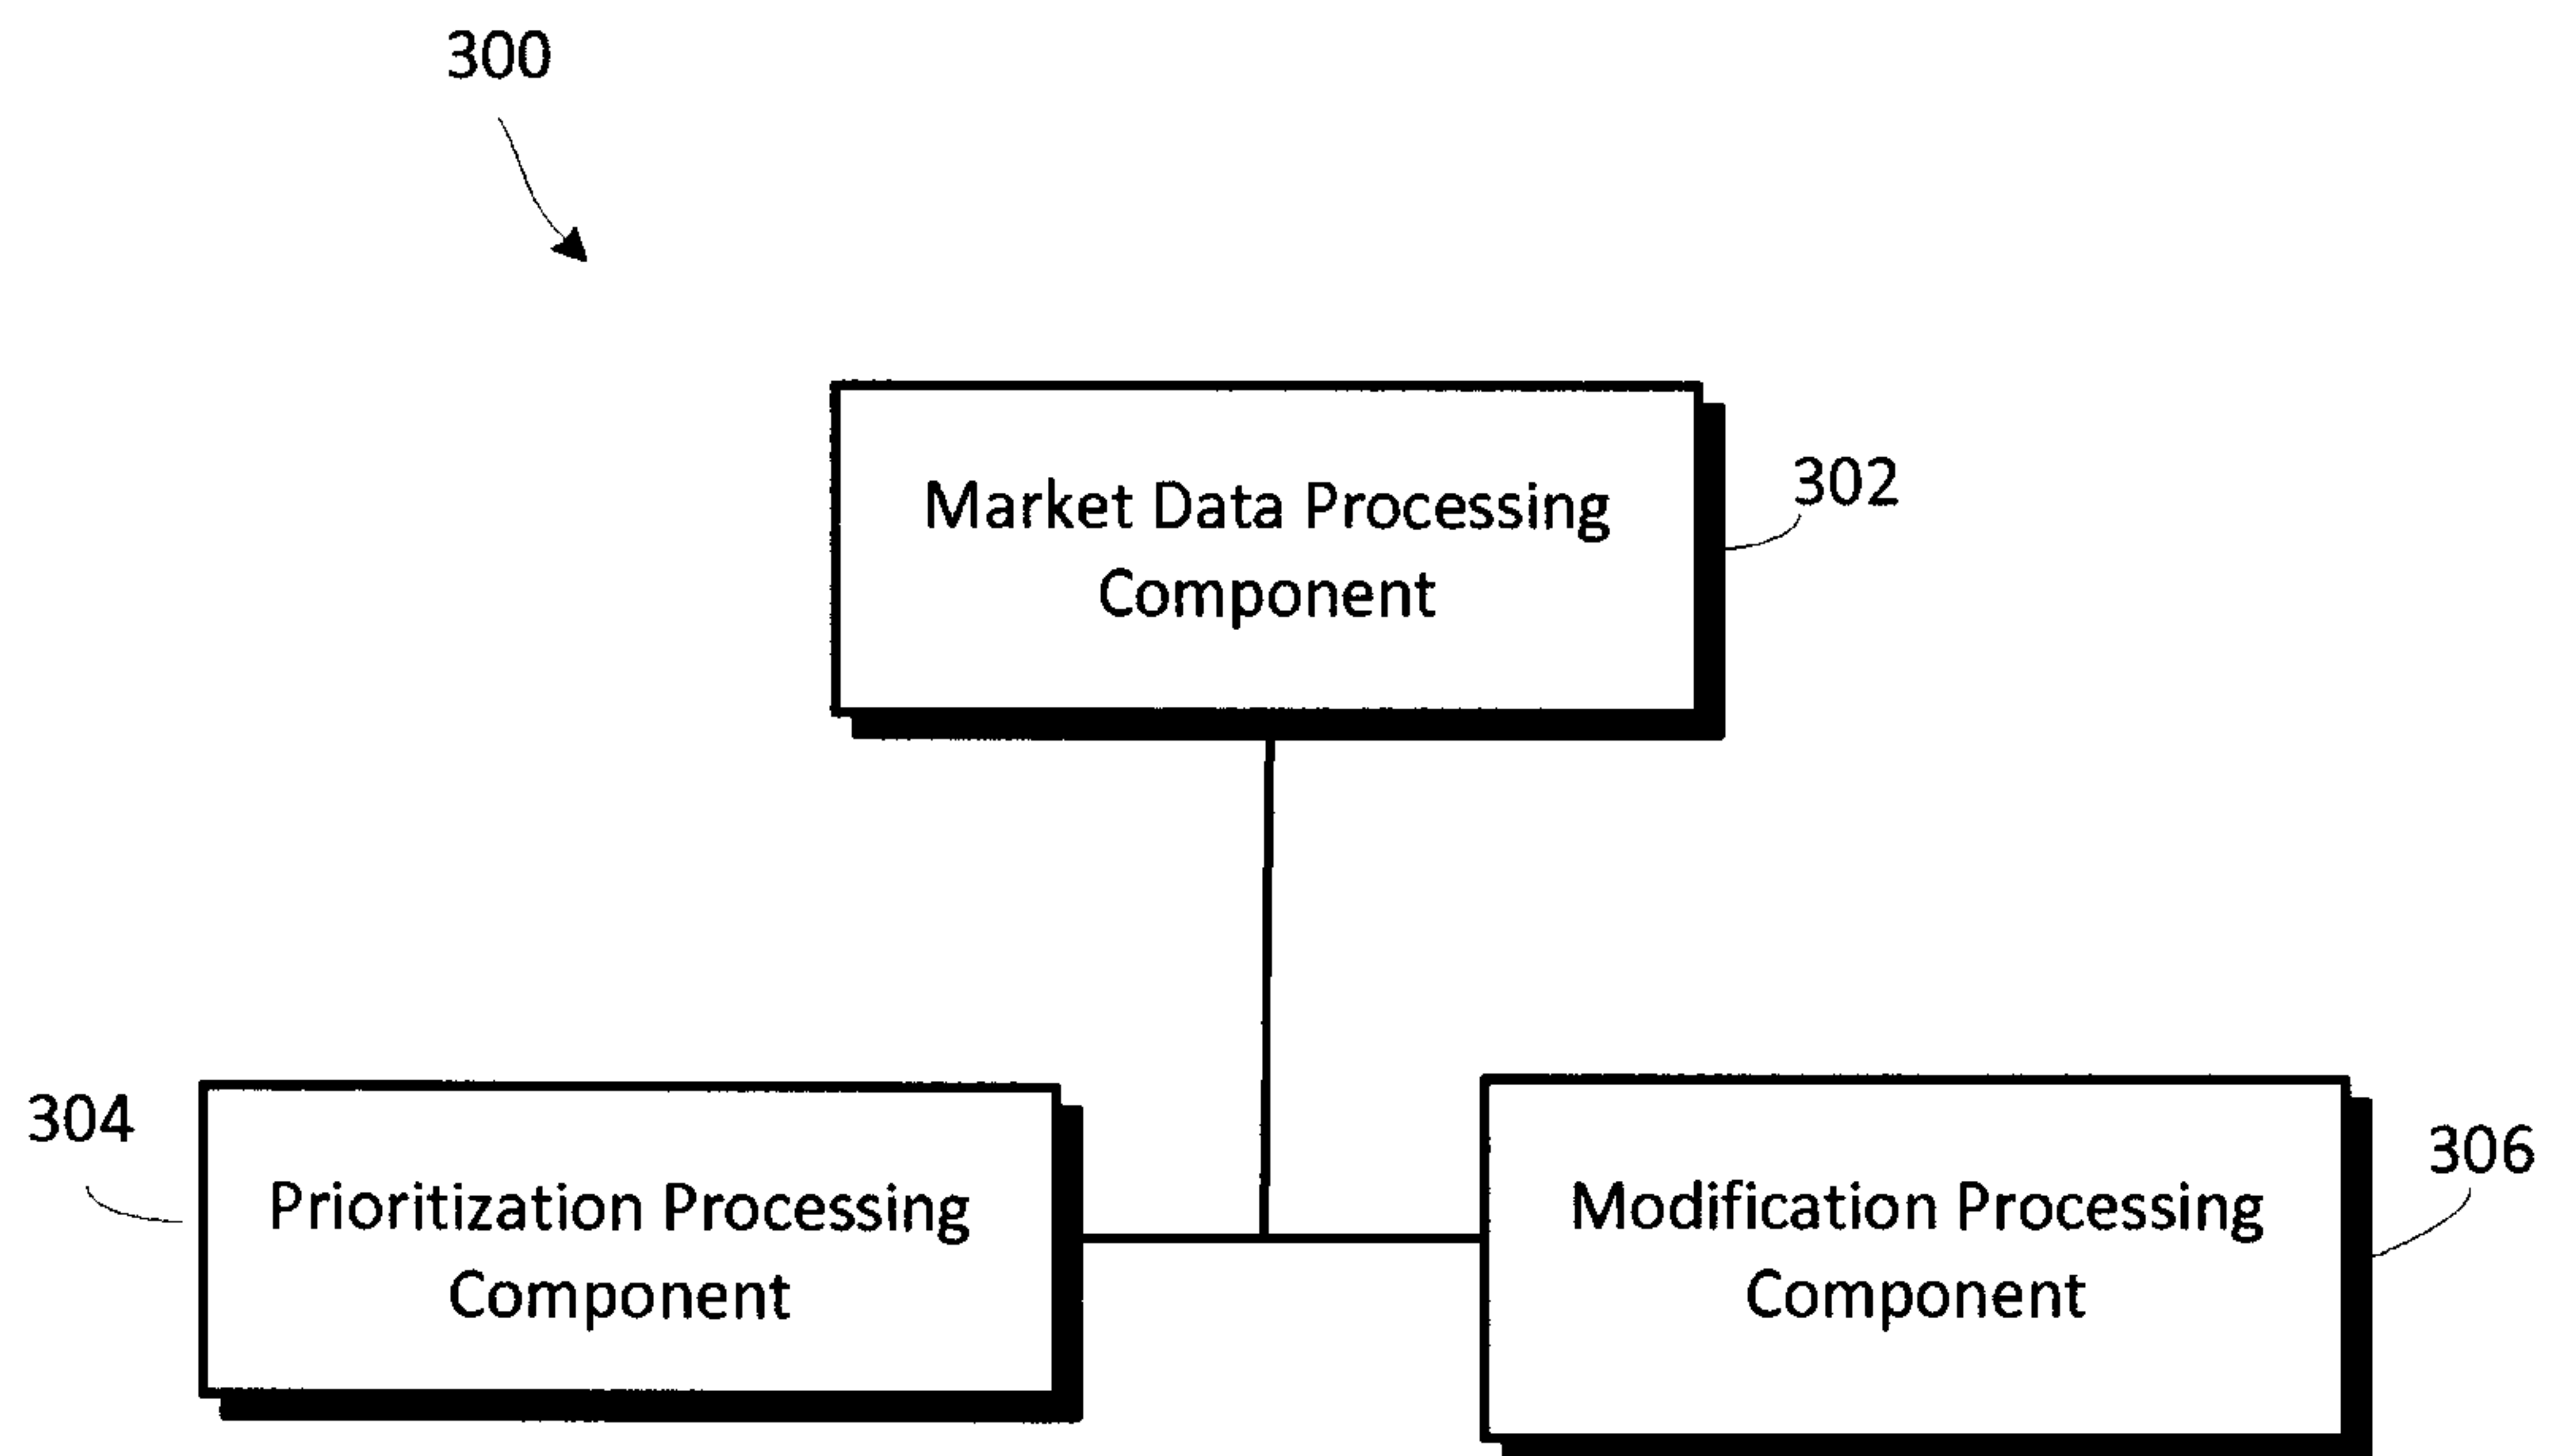 300
Market Data Processing
Component
302
304
Prioritization Processing
Component
306
Modification Processing
Component